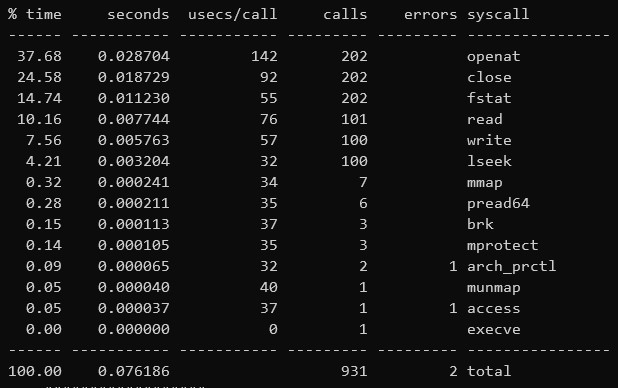 % time     seconds  usecs/call     calls    errors syscall
------ ----------- ----------- --------- --------- ----------------
 37.68    0.028704         142       202           openat
 24.58    0.018729          92       202           close
 14.74    0.011230          55       202           fstat
 10.16    0.007744          76       101           read
  7.56    0.005763          57       100           write
  4.21    0.003204          32       100           lseek
  0.32    0.000241          34         7           mmap
  0.28    0.000211          35         6           pread64
  0.15    0.000113          37         3           brk
  0.14    0.000105          35         3           mprotect
  0.09    0.000065          32         2         1 arch_prctl
  0.05    0.000040          40         1           munmap
  0.05    0.000037          37         1         1 access
  0.00    0.000000           0         1           execve
------ ----------- ----------- --------- --------- ----------------
100.00    0.076186                   931         2 total